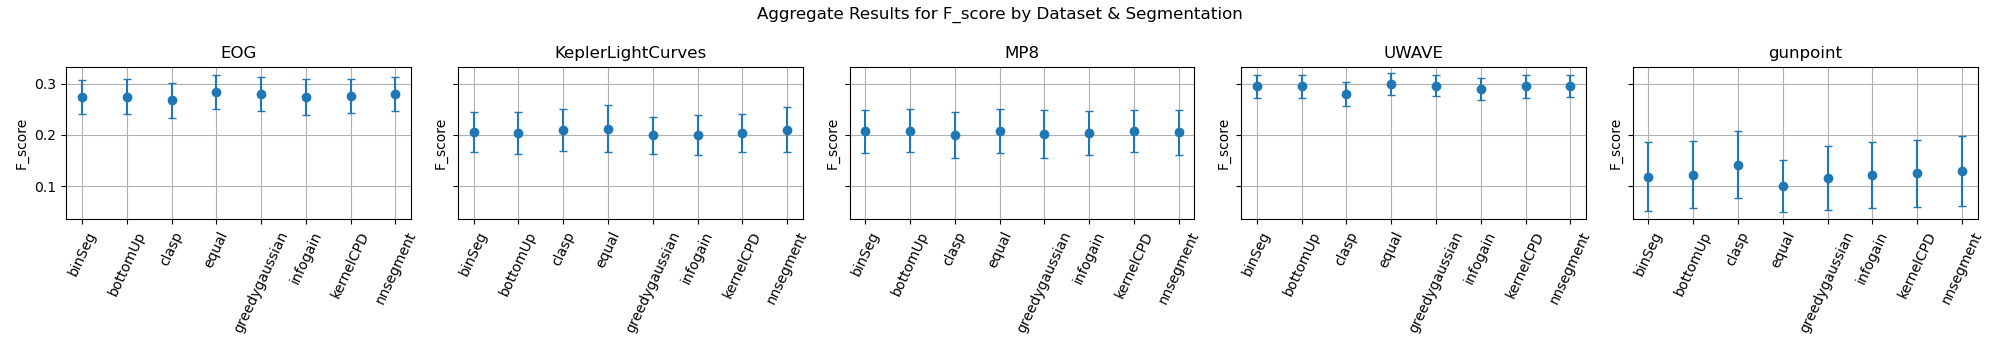 Aggregate Results for F_score by Dataset & Segmentation
EOG
KeplerLightCurves
MP8
UWAVE
gunpoint
F_score
0.3
0.2
0.1
binSeg
bottomUp
clasp
equal
greedygaussian
infogain
kernelCPD
nnsegment
F_score
binSeg
bottomUp
clasp
equal
greedygaussian
infogain
kernelCPD
nnsegment
F_score
binSeg
bottomUp
clasp
equal
greedygaussian
infogain
kernelCPD
nnsegment
F_score
binSeg
bottomUp
clasp
equal
greedygaussian
infogain
kernelCPD
nnsegment
F_score
binSeg
bottomUp
clasp
equal
greedygaussian
infogain
kernelCPD
nnsegment